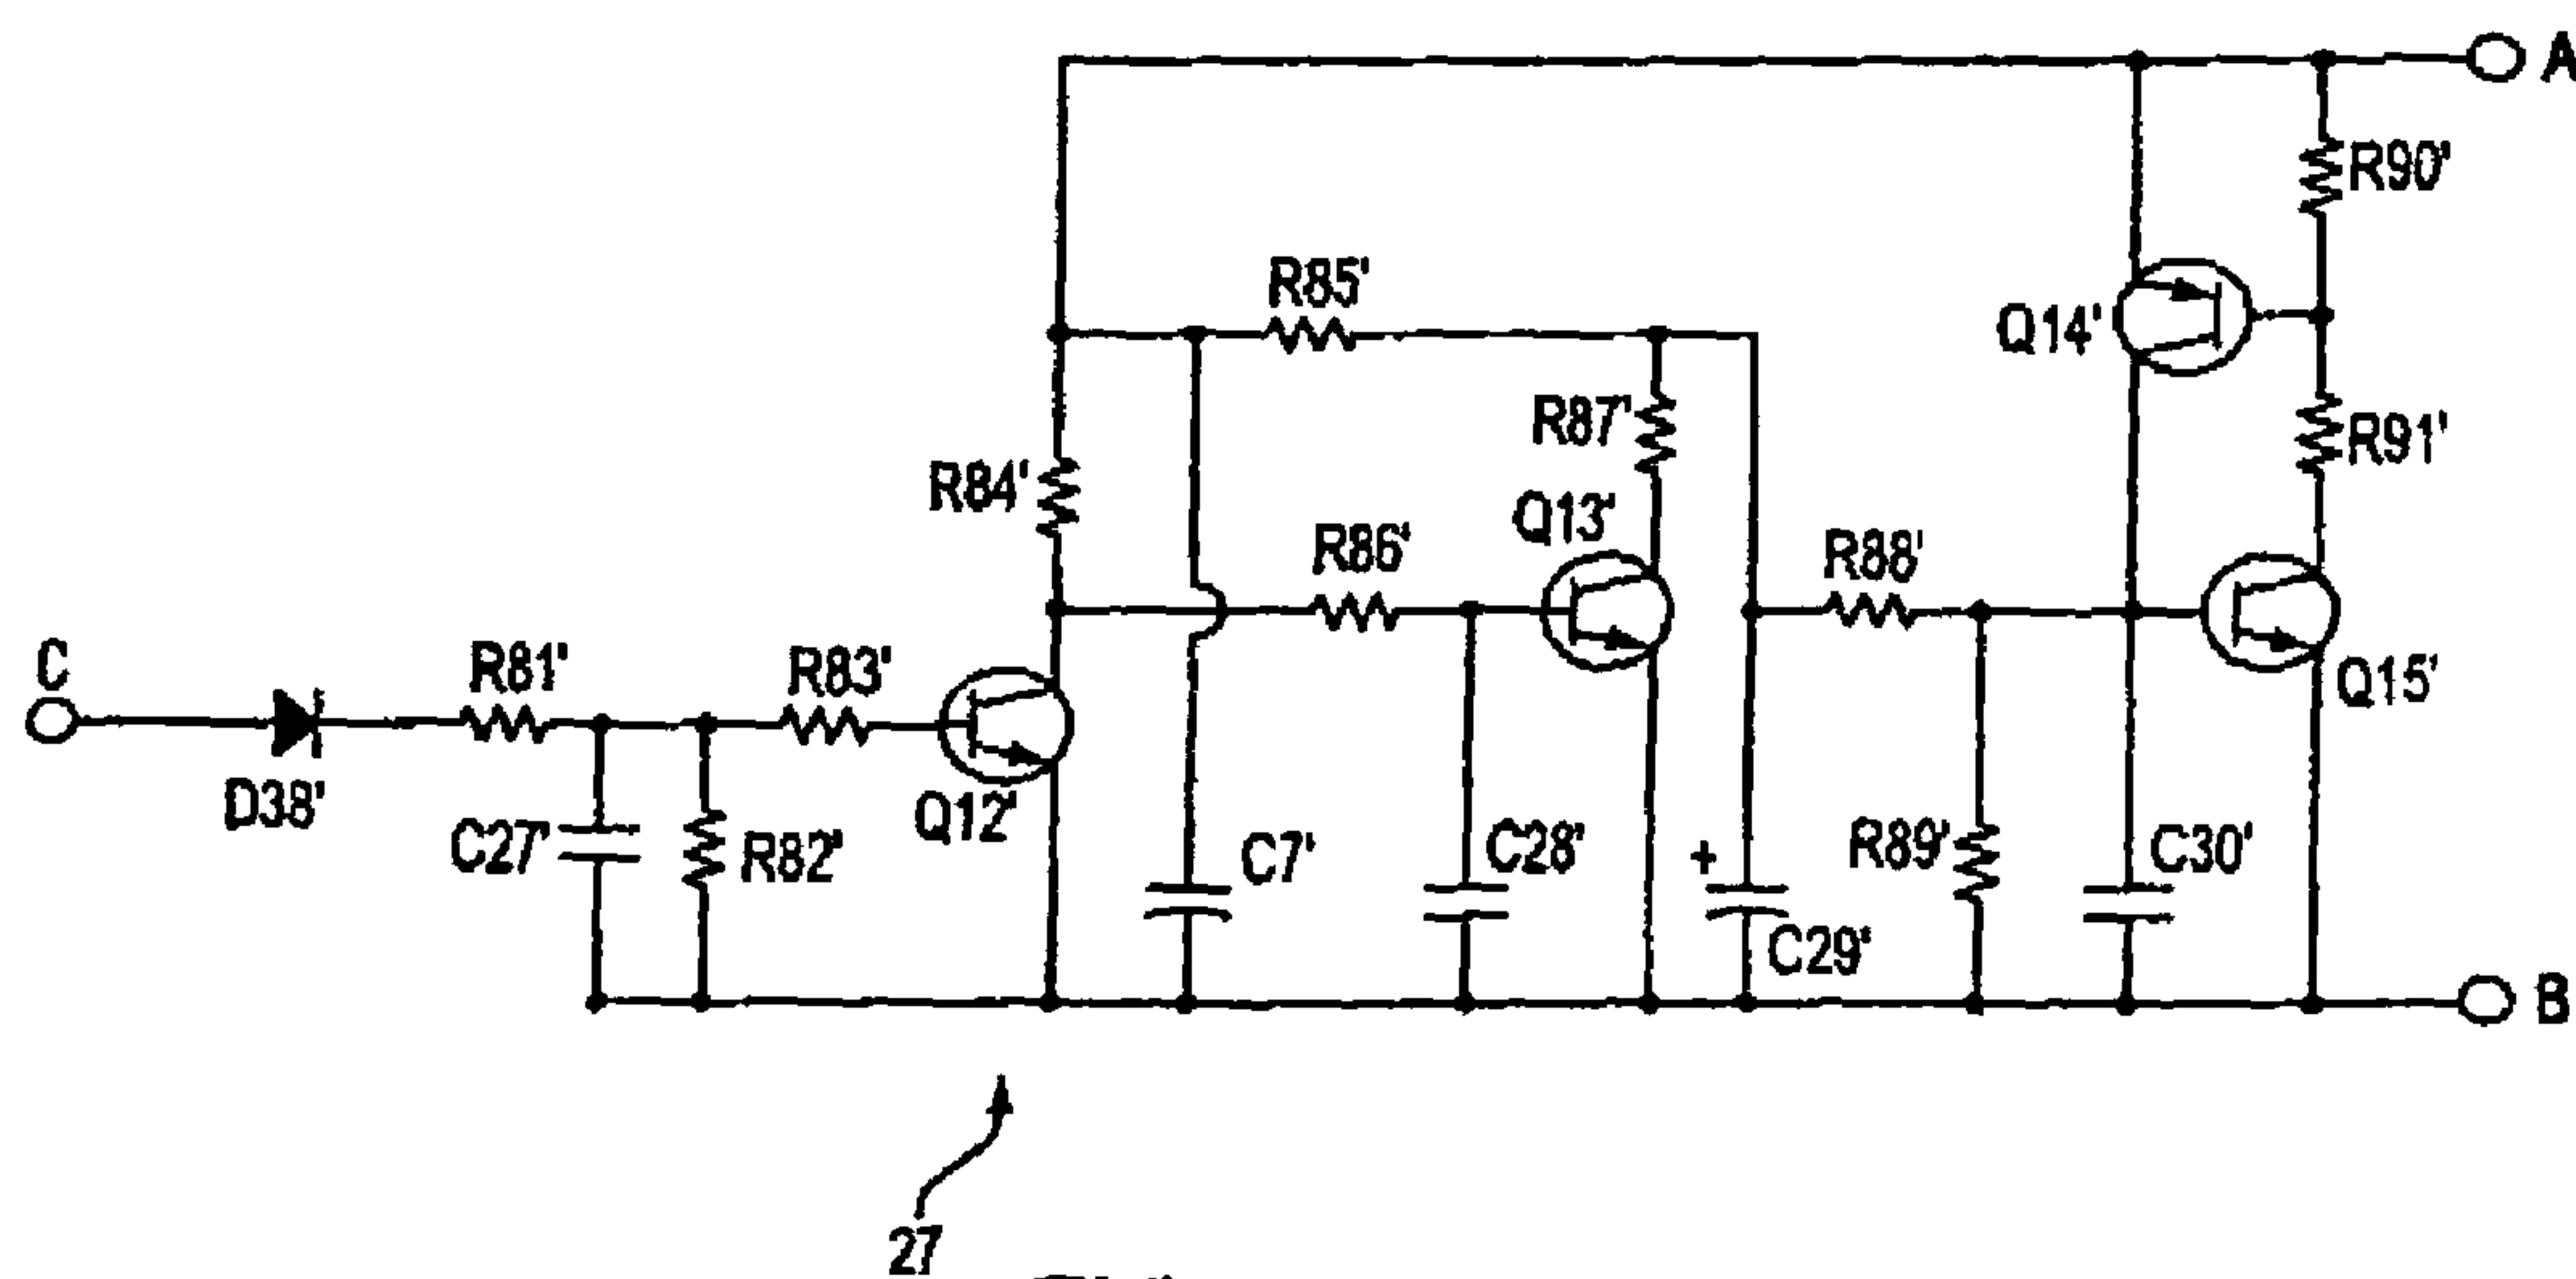 A
R90'
R85'
Q14'
R87'
R91'
R84'
Q13'
R86'
R88'
C
R81'
R83'
Q15'
D38'
C27'
R82'
Q12'
C7'
C28'
+
C29'
R89'
C30'
B
27